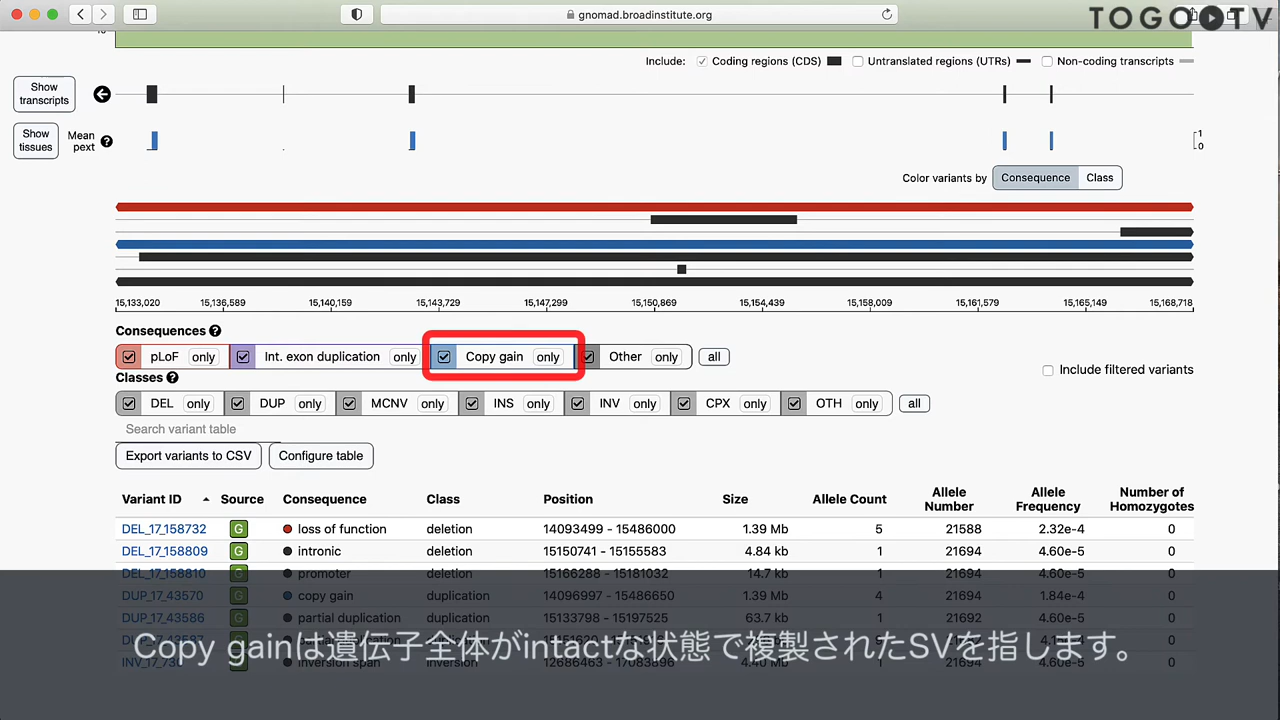 gnomad.broadinstitute.org
TOGO TV
Include: Coding regions (CDS) Untranslated regions (UTRs) Non-coding transcripts
Show transcripts
Show tissues
Mean pext
1
0
Color variants by Consequence Class
15,133,020 15,136,589 15,140,159 15,143,729 15,147,299 15,150,869 15,154,439 15,158,009 15,161,579 15,165,149 15,168,718
Consequences
pLoF only Int. exon duplication only Copy gain only Other only all
Include filtered variants
Classes
DEL only DUP only MCNV only INS only INV only CPX only OTH only all
Search variant table
Export variants to CSV Configure table
Variant ID Source Consequence Class Position Size Allele Count Allele Number Allele Frequency Number of Homozygotes
DEL_17_158732 G loss of function deletion 14093499 - 15486000 1.39 Mb 5 21588 2.32e-4 0
DEL_17_158809 G intronic deletion 15150741 - 15155583 4.84 kb 1 21694 4.60e-5 0
DEL_17_158810 G promoter deletion 15166288 - 15181032 14.7 kb 1 21694 4.60e-5 0
DUP_17_43570 G copy gain duplication 14096997 - 15486650 1.39 Mb 4 21694 1.84e-4 0
DUP_17_43586 G partial duplication duplication 15133798 - 15197525 63.7 kb 1 21694 4.60e-5 0
Copy gainは遺伝子全体がintactな状態で複製されたSVを指します。